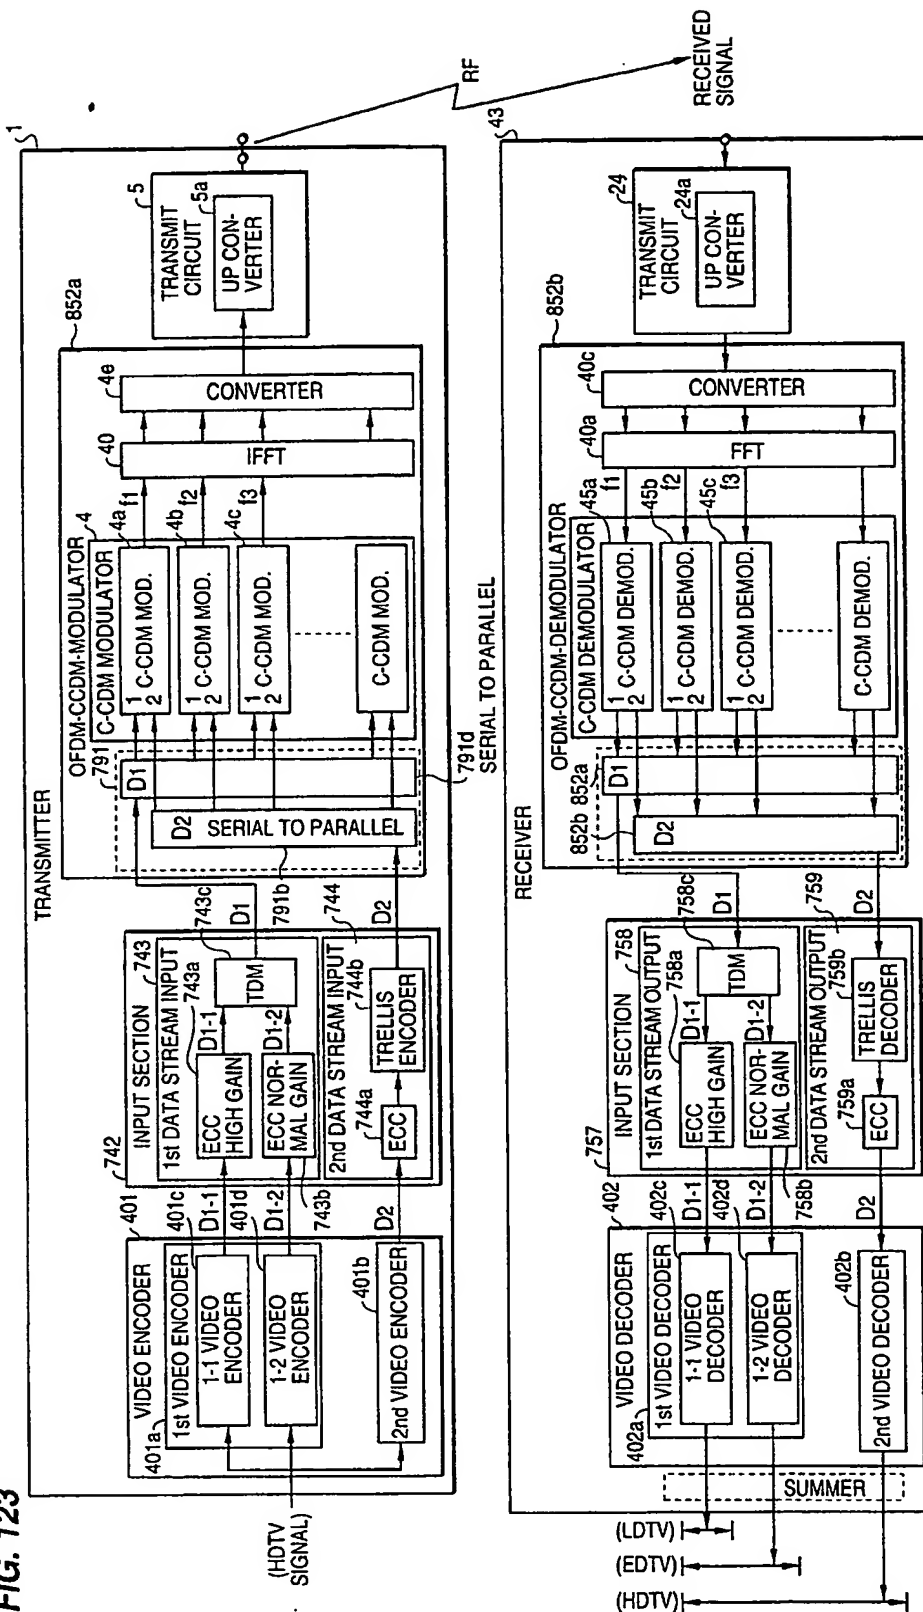 FIG. 123
TRANSMITTER
1
(HDTV
SIGNAL)
401
VIDEO ENCODER
401a
1st VIDEO ENCODER
401c
1-1 VIDEO
ENCODER
401d
1-2 VIDEO
ENCODER
401b
2nd VIDEO ENCODER
D1-1
D1-2
D2
742
INPUT SECTION
743
1st DATA STREAM INPUT
743a
ECC
HIGH GAIN
ECC NOR-
MAL GAIN
743b
D1-1
D1-2
743c
TDM
744
2nd DATA STREAM INPUT
744a
ECC
744b
TRELLIS
ENCODER
D1
D2
852a
OFDM-CCDM-MODULATOR
791
D1
D2
SERIAL TO PARALLEL
791b
791d
SERIAL TO PARALLEL
C-CDM MODULATOR
4
4a
1
2
C-CDM MOD.
4b
1
2
C-CDM MOD.
4c
1
2
C-CDM MOD.
C-CDM MOD.
f1
f2
f3
40
IFFT
4e
CONVERTER
5
TRANSMIT
CIRCUIT
5a
UP CON-
VERTER
RF
RECEIVED
SIGNAL
RECEIVER
43
24
TRANSMIT
CIRCUIT
24a
UP CON-
VERTER
852b
OFDM-CCDM-DEMODULATOR
40c
CONVERTER
40a
FFT
f1
f2
f3
C-CDM DEMODULATOR
45a
1
2
C-CDM DEMOD.
45b
1
2
C-CDM DEMOD.
45c
1
2
C-CDM DEMOD.
C-CDM DEMOD.
852a
D1
852b
D2
D1
D2
757
INPUT SECTION
758
1st DATA STREAM OUTPUT
758a
ECC
HIGH GAIN
ECC NOR-
MAL GAIN
758b
D1-1
D1-2
758c
TDM
759
2nd DATA STREAM OUTPUT
759a
ECC
759b
TRELLIS
DECODER
D1-1
D1-2
D2
402
VIDEO DECODER
402a
1st VIDEO DECODER
402c
1-1 VIDEO
DECODER
402d
1-2 VIDEO
DECODER
402b
2nd VIDEO DECODER
SUMMER
(LDTV)
(EDTV)
(HDTV)